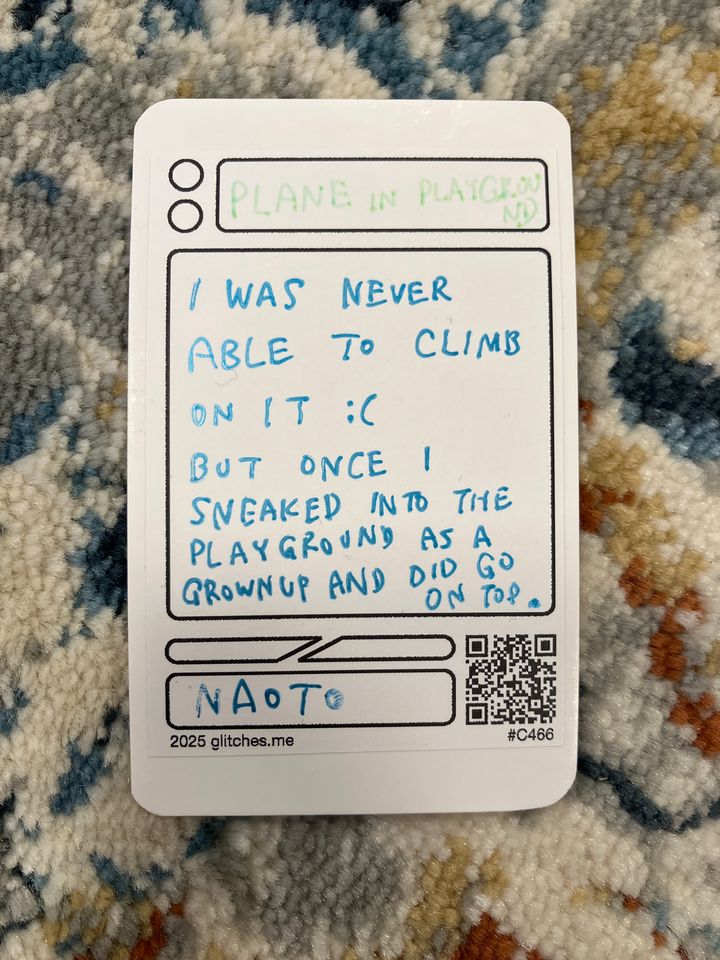 PLANE IN PLAYGROU
ND
I WAS NEVER
ABLE TO CLIMB
ON IT :(
BUT ONCE I
SNEAKED INTO THE
PLAYGROUND AS A
GROWNUP AND DID GO
ON TOP.
NAOTO
2025 glitches.me
#C466